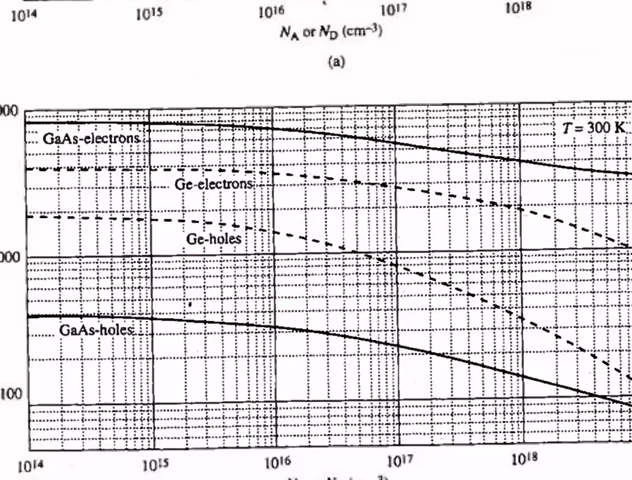 10¹⁴ 10¹⁵ 10¹⁶ 10¹⁷ 10¹⁸
N_A or N_D (cm⁻³)
(a)
000
T = 300 K
GaAs-electrons
Ge-electrons
Ge-holes
000
GaAs-holes
100
10¹⁴ 10¹⁵ 10¹⁶ 10¹⁷ 10¹⁸